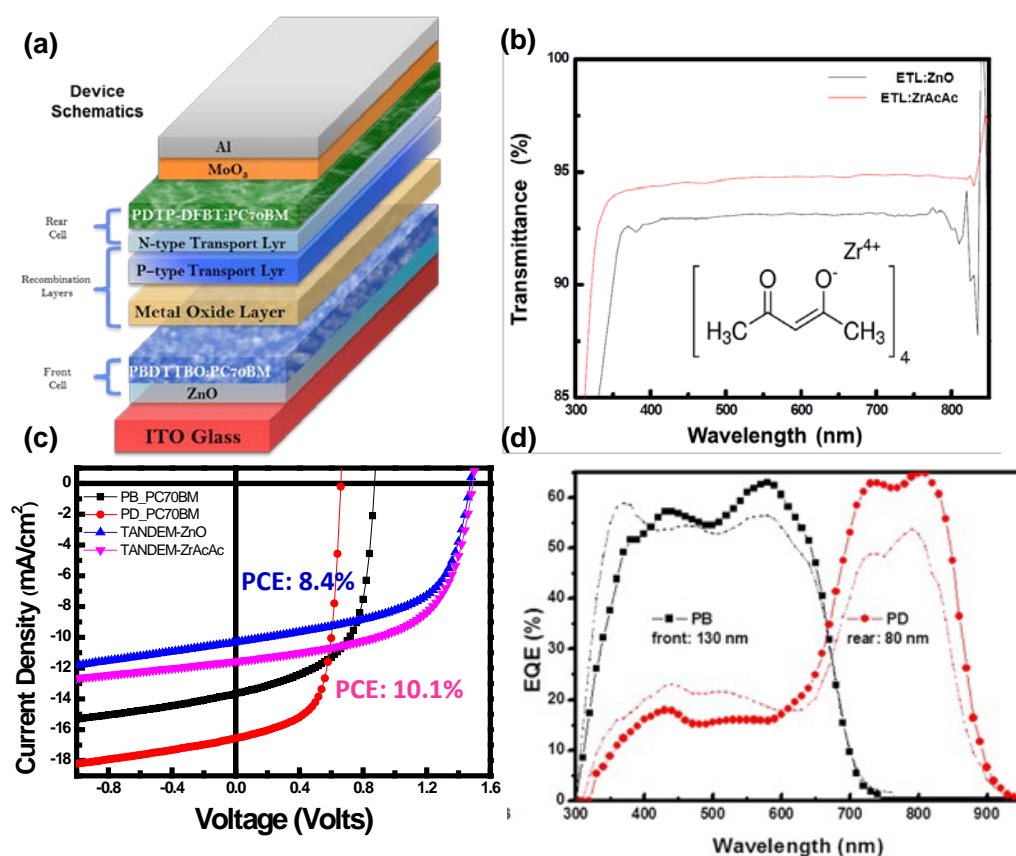 (a)
Device
Schematics
Al
MoO₃
PDTP-DFBT:PC70BM
Rear
Cell
N-type Transport Lyr
P-type Transport Lyr
Recombination
Layers
Metal Oxide Layer
PBDTTBO:PC70BM
Front
Cell
ZnO
ITO Glass
(b)
100
95
90
85
Transmittance (%)
ETL:ZnO
ETL:ZrAcAc
Zr⁴⁺
O O⁻
H₃C CH₃
4
300 400 500 600 700 800
Wavelength (nm)
(c)
0
-2
-4
-6
-8
-10
-12
-14
-16
-18
Current Density (mA/cm²)
PB_PC70BM
PD_PC70BM
TANDEM-ZnO
TANDEM-ZrAcAc
PCE: 8.4%
PCE: 10.1%
-0.8 -0.4 0.0 0.4 0.8 1.2 1.6
Voltage (Volts)
(d)
60
50
40
30
20
10
0
EQE (%)
PB
front: 130 nm
PD
rear: 80 nm
300 400 500 600 700 800 900
Wavelength (nm)